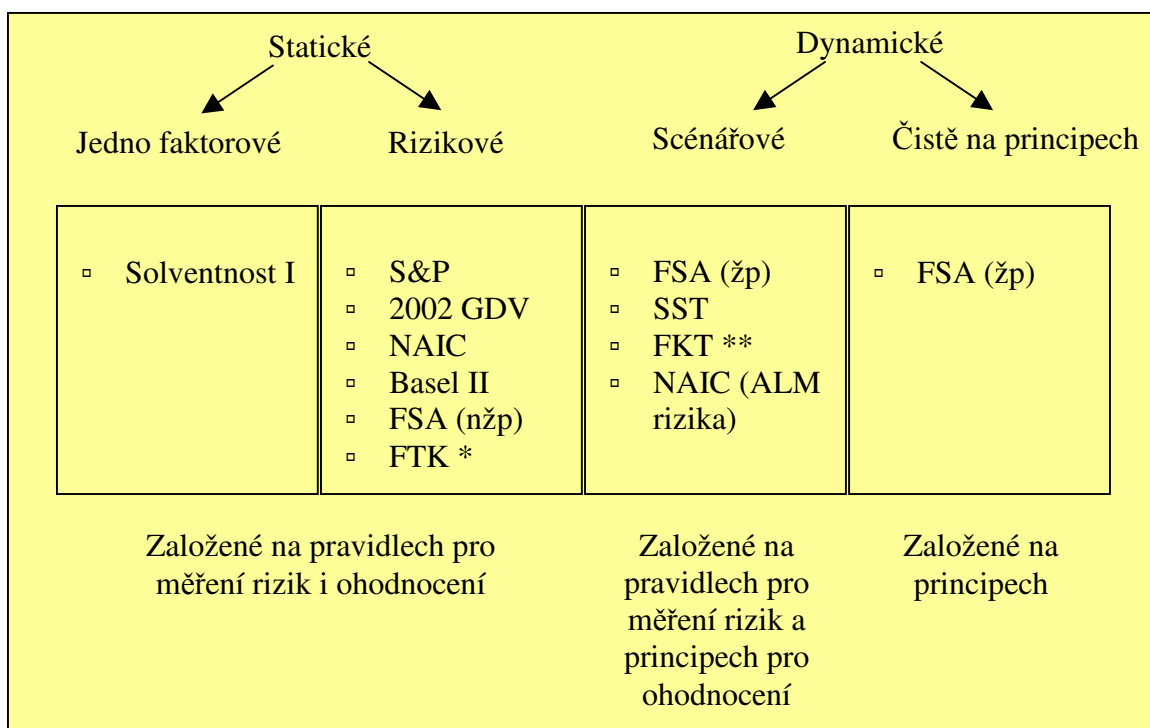 Statické
Dynamické
Jedno faktorové
Rizikové
Scénářové
Čistě na principech
▫ Solventnost I
▫ S&P
▫ 2002 GDV
▫ NAIC
▫ Basel II
▫ FSA (nžp)
▫ FTK *
▫ FSA (žp)
▫ SST
▫ FKT **
▫ NAIC (ALM
rizika)
▫ FSA (žp)
Založené na pravidlech pro
měření rizik i ohodnocení
Založené na
pravidlech pro
měření rizik a
principech pro
ohodnocení
Založené na
principech